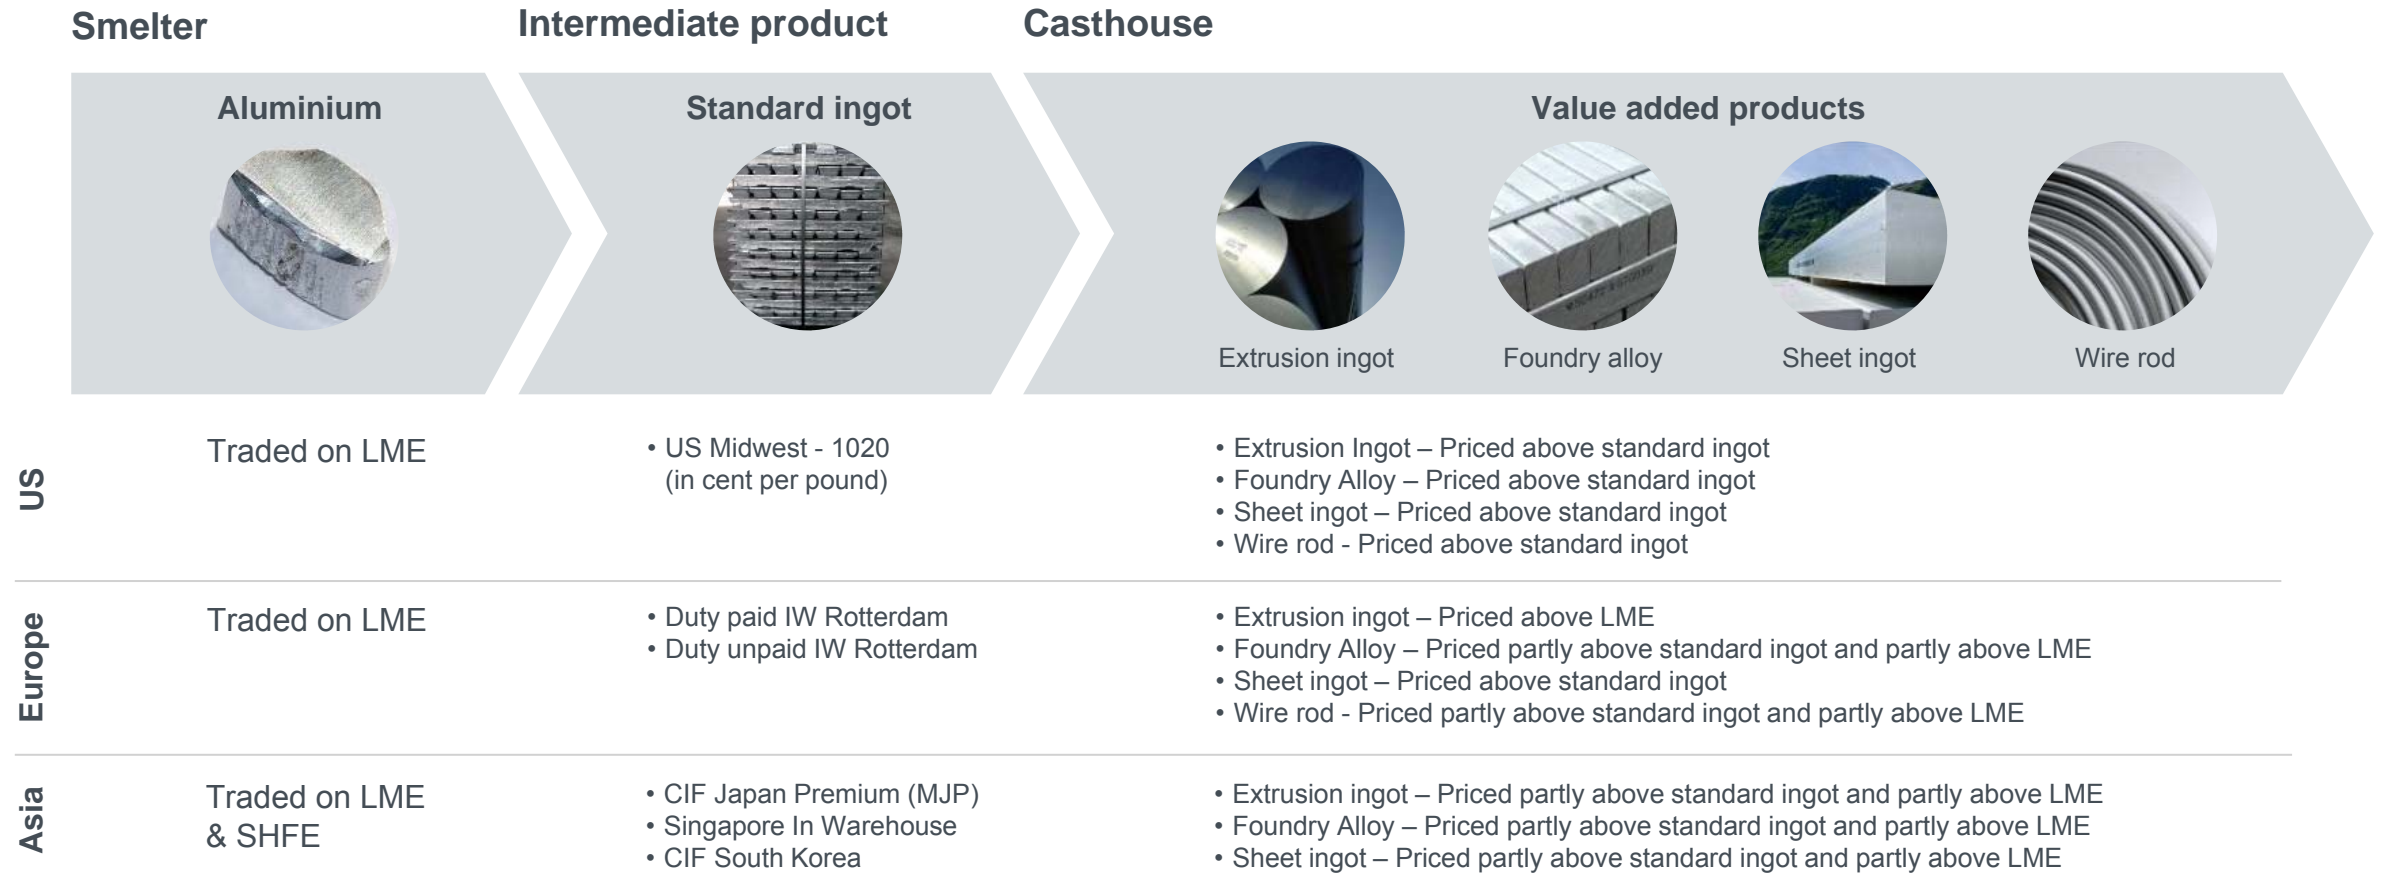 Smelter
Intermediate product
Casthouse
Aluminium
Standard ingot
Value added products
Extrusion ingot
Foundry alloy
Sheet ingot
Wire rod
US
Traded on LME
• US Midwest - 1020
(in cent per pound)
• Extrusion Ingot – Priced above standard ingot
• Foundry Alloy – Priced above standard ingot
• Sheet ingot – Priced above standard ingot
• Wire rod - Priced above standard ingot
Europe
Traded on LME
• Duty paid IW Rotterdam
• Duty unpaid IW Rotterdam
• Extrusion ingot – Priced above LME
• Foundry Alloy – Priced partly above standard ingot and partly above LME
• Sheet ingot – Priced above standard ingot
• Wire rod - Priced partly above standard ingot and partly above LME
Asia
Traded on LME
& SHFE
• CIF Japan Premium (MJP)
• Singapore In Warehouse
• CIF South Korea
• Extrusion ingot – Priced partly above standard ingot and partly above LME
• Foundry Alloy – Priced partly above standard ingot and partly above LME
• Sheet ingot – Priced partly above standard ingot and partly above LME